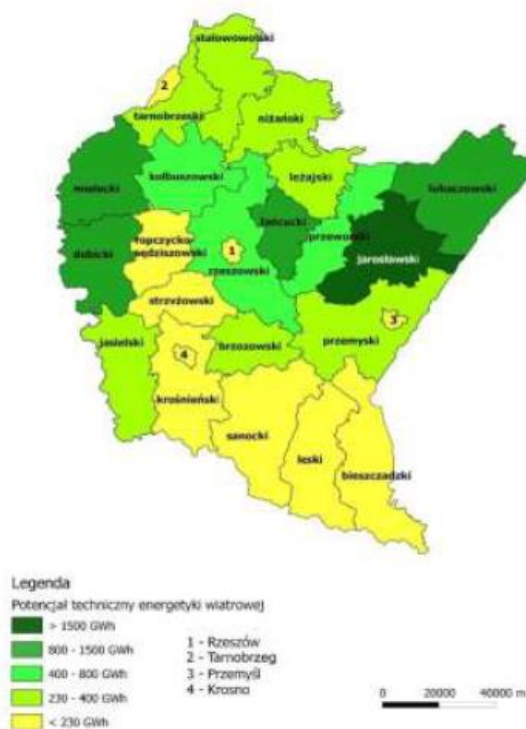 stalowowolski
2
tarnobrzeski
niżański
kolbuszowski
leżajski
mielecki
lubaczowski
łańcucki
przeworski
dębicki
ropczycko-
sędziszowski
1
jarosławski
rzeszowski
strzyżowski
3
jasielski
brzozowski
przemyski
4
krośnieński
sanocki
leski
bieszczadzki
Legenda
Potencjał techniczny energetyki wiatrowej
> 1500 GWh
800 - 1500 GWh
400 - 800 GWh
230 - 400 GWh
< 230 GWh
1 - Rzeszów
2 - Tarnobrzeg
3 - Przemyśl
4 - Krosno
0 20000 40000 m